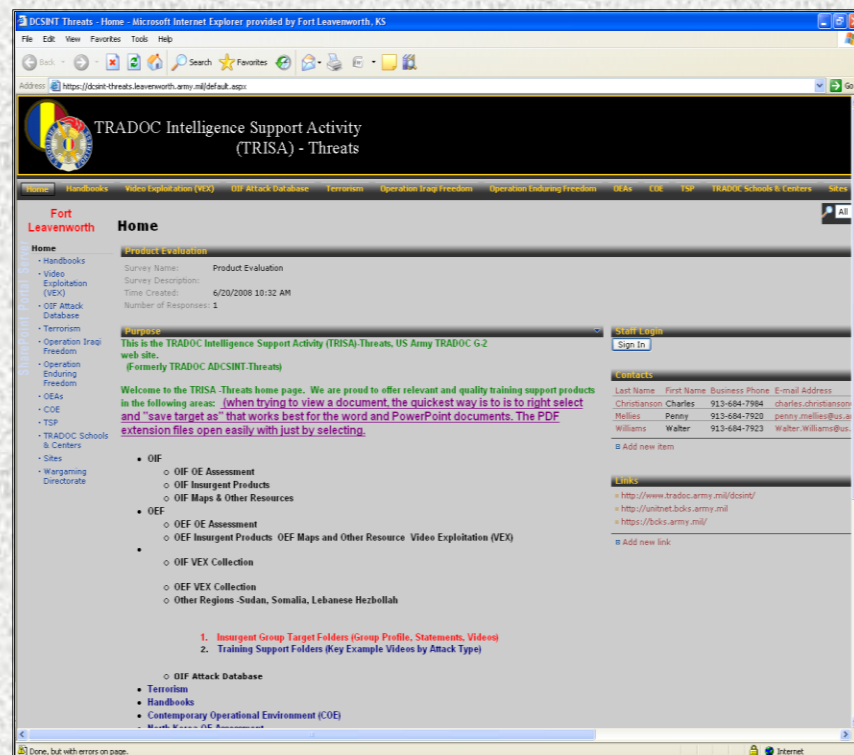 DCSINT Threats - Home - Microsoft Internet Explorer provided by Fort Leavenworth, KS
File Edit View Favorites Tools Help
Back Search Favorites
Address https://dcsint-threats.leavenworth.army.mil/default.aspx Go
TRADOC Intelligence Support Activity
(TRISA) - Threats
Home Handbooks Video Exploitation (VEX) OIF Attack Database Terrorism Operation Iraqi Freedom Operation Enduring Freedom OEAs COE TSP TRADOC Schools & Centers Sites
All
Fort
Leavenworth
Home
Home
Handbooks
Video
Exploitation
(VEX)
OIF Attack
Database
Terrorism
Operation Iraqi
Freedom
Operation
Enduring
Freedom
OEAs
COE
TSP
TRADOC Schools
& Centers
Sites
Wargaming
Directorate
SharePoint Portal Server
Product Evaluation
Survey Name: Product Evaluation
Survey Description:
Time Created: 6/20/2008 10:32 AM
Number of Responses: 1
Purpose
This is the TRADOC Intelligence Support Activity (TRISA)-Threats, US Army TRADOC G-2
web site.
(Formerly TRADOC ADCSINT-Threats)
Welcome to the TRISA -Threats home page. We are proud to offer relevant and quality training support products
in the following areas: (when trying to view a document, the quickest way is to is to right select
and "save target as" that works best for the word and PowerPoint documents. The PDF
extension files open easily with just by selecting.
• OIF
o OIF OE Assessment
o OIF Insurgent Products
o OIF Maps & Other Resources
• OEF
o OEF OE Assessment
o OEF Insurgent Products OEF Maps and Other Resource Video Exploitation (VEX)
•
o OIF VEX Collection
o OEF VEX Collection
o Other Regions -Sudan, Somalia, Lebanese Hezbollah
1. Insurgent Group Target Folders (Group Profile, Statements, Videos)
2. Training Support Folders (Key Example Videos by Attack Type)
o OIF Attack Database
• Terrorism
• Handbooks
• Contemporary Operational Environment (COE)
• North Korea OE Assessment
Staff Login
Sign In
Contacts
Last Name First Name Business Phone E-mail Address
Christianson Charles 913-684-7984 charles.christianson
Mellies Penny 913-684-7920 penny.mellies@us.a
Williams Walter 913-684-7923 Walter.Williams@us.
Add new item
Links
http://www.tradoc.army.mil/dcsint/
http://unitnet.bcks.army.mil
https://bcks.army.mil/
Add new link
Done, but with errors on page. Internet